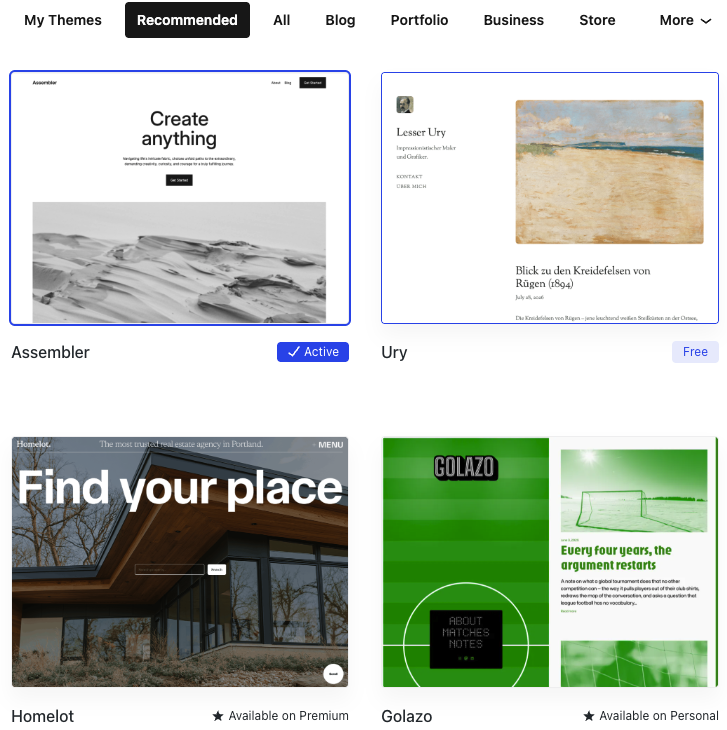 My Themes
Recommended
All
Blog
Portfolio
Business
Store
More
Assembler
About
Blog
Get Started
Create
anything
Get Started
Assembler
Active
Lesser Ury
Impressionistischer Maler
und Grafiker.
KONTAKT
ÜBER MICH
Blick zu den Kreidefelsen von
Rügen (1894)
July 28, 2026
Die Kreidefelsen von Rügen – jene leuchtend weißen Steilküsten an der Ostsee,
Ury
Free
Homelot.
The most trusted real estate agency in Portland.
MENU
Find your place
Homelot
Available on Premium
GOLAZO
ABOUT
MATCHES
NOTES
Every four years, the
argument restarts
A note on what a global tournament does that no other
competition can – the way it pulls players out of their club shirts,
redraws the map of the conversation, and asks a question that
league football has no vocabulary...
Golazo
Available on Personal